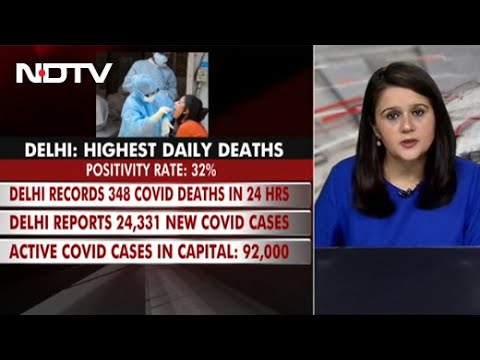 NDTV
DELHI: HIGHEST DAILY DEATHS
POSITIVITY RATE: 32%
DELHI RECORDS 348 COVID DEATHS IN 24 HRS
DELHI REPORTS 24,331 NEW COVID CASES
ACTIVE COVID CASES IN CAPITAL: 92,000